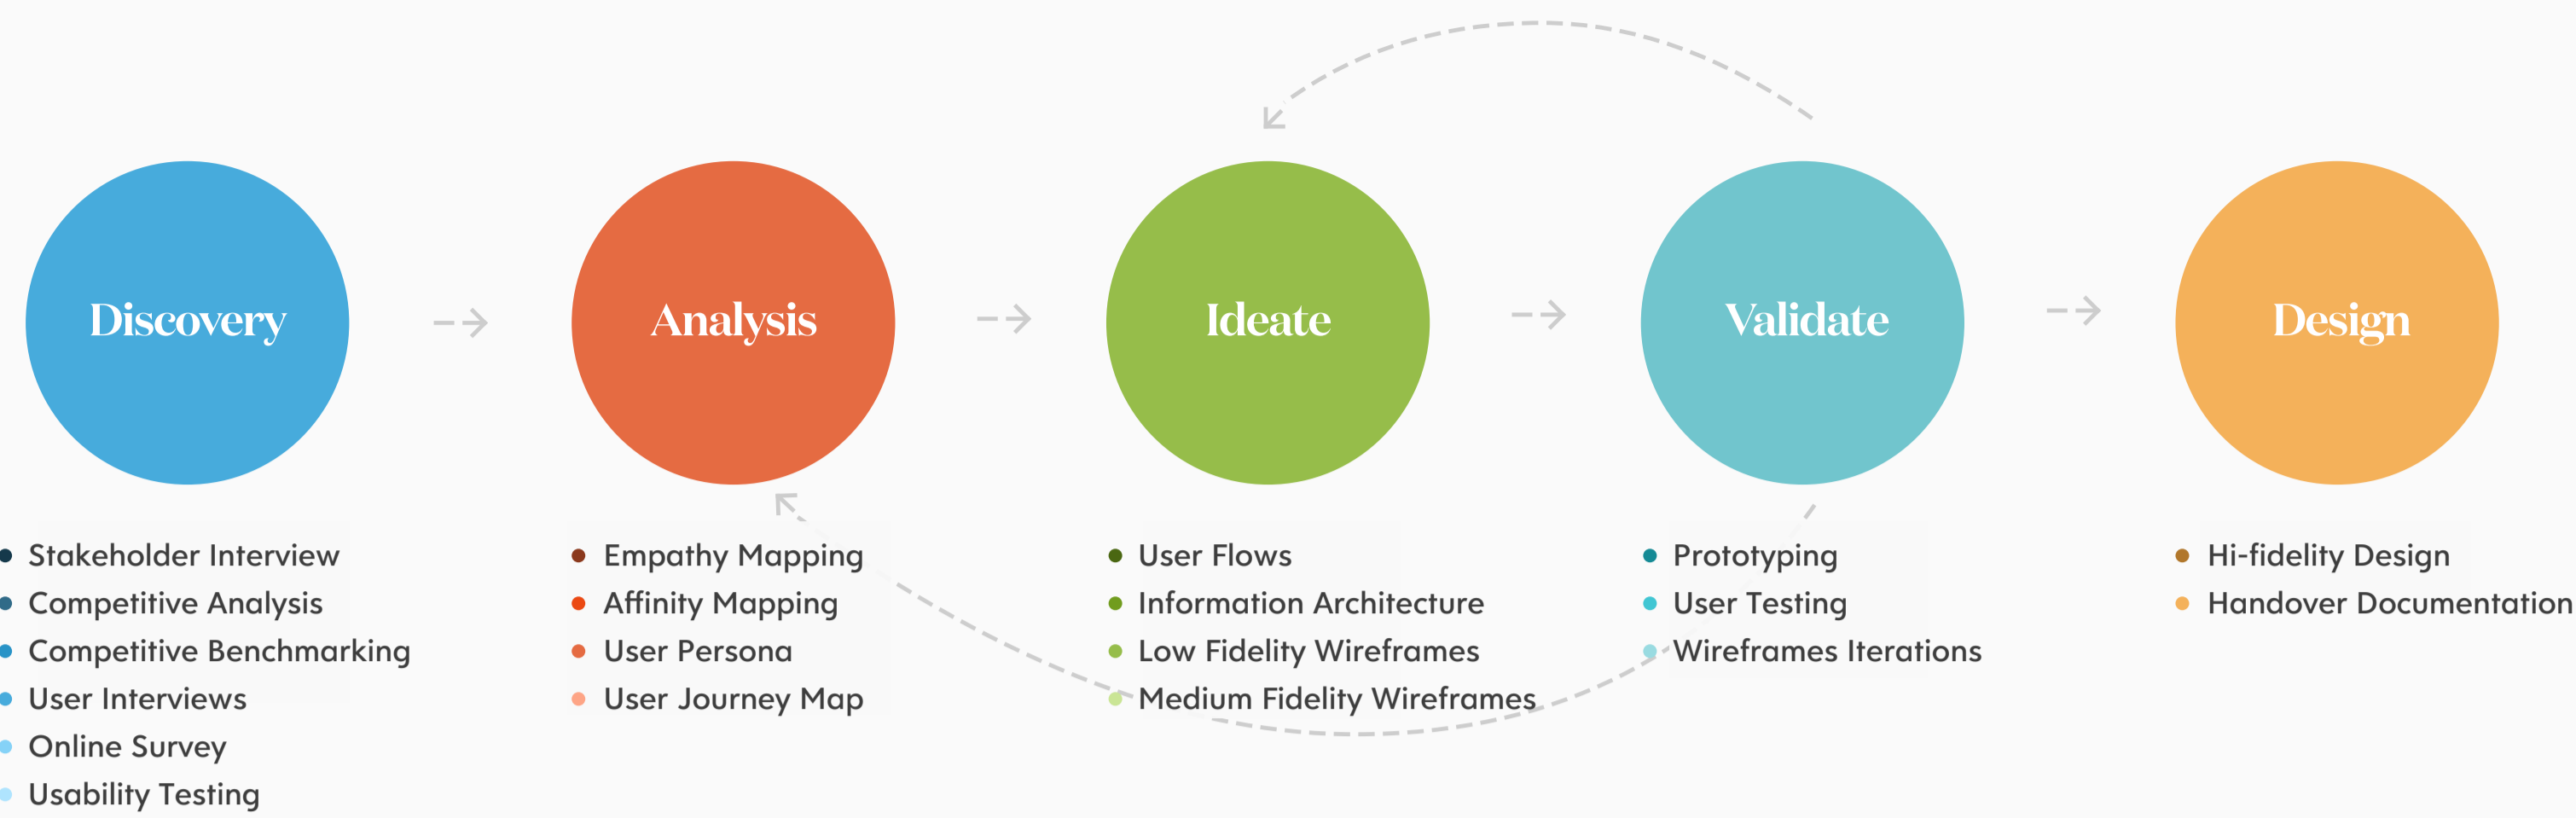 Discovery
Analysis
Ideate
Validate
Design
Stakeholder Interview
Competitive Analysis
Competitive Benchmarking
User Interviews
Online Survey
Usability Testing
Empathy Mapping
Affinity Mapping
User Persona
User Journey Map
User Flows
Information Architecture
Low Fidelity Wireframes
Medium Fidelity Wireframes
Prototyping
User Testing
Wireframes Iterations
Hi-fidelity Design
Handover Documentation